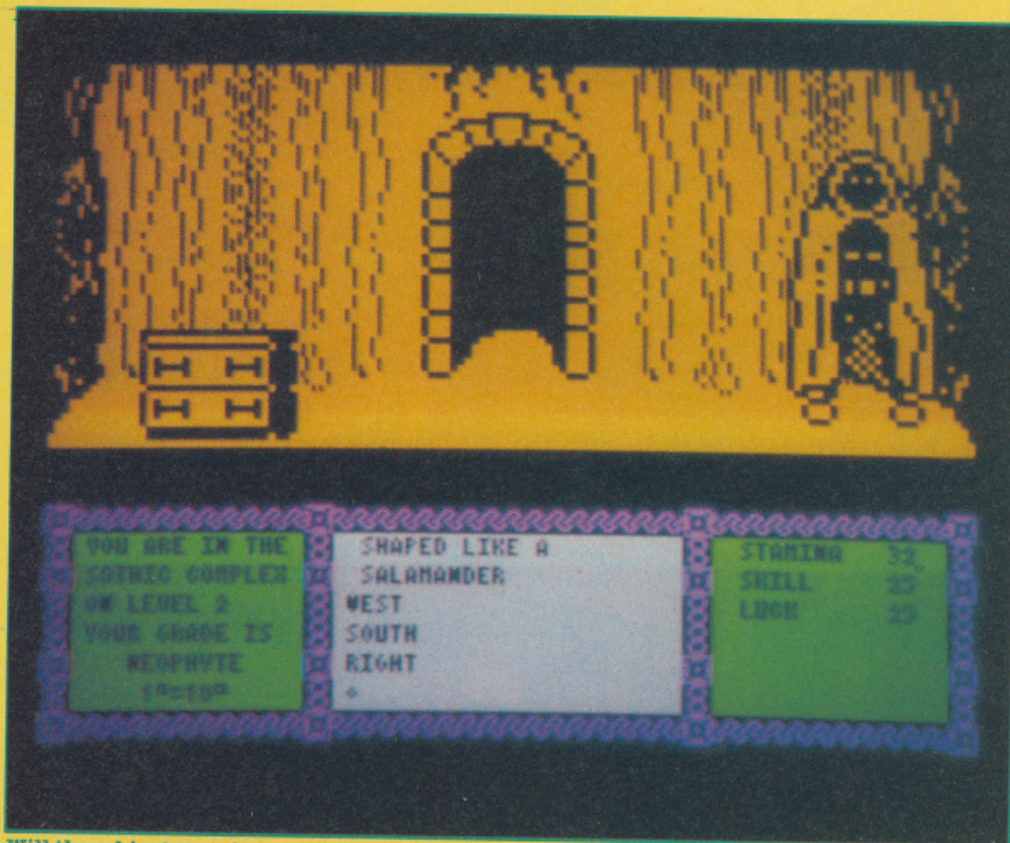 YOU ARE IN THE
GOTHIC COMPLEX
ON LEVEL 2
YOUR GRADE IS
NEOPHYTE
SHAPED LIKE A
SALAMANDER
WEST
SOUTH
RIGHT
STAMINA 32
SKILL 25
LUCK 25